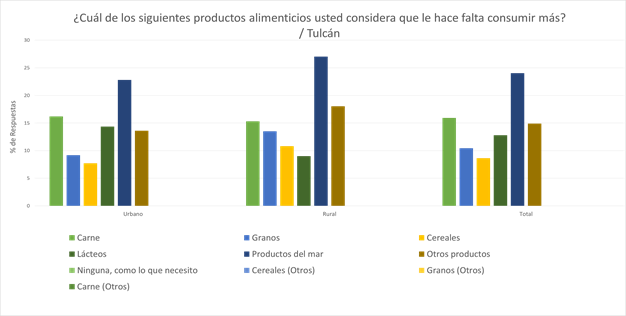 ¿Cuál de los siguientes productos alimenticios usted considera que le hace falta consumir más?
/ Tulcán
30
25
20
15
10
5
0
% de Respuestas
Urbano Rural Total
Carne Granos Cereales
Lácteos Productos del mar Otros productos
Ninguna, como lo que necesito Cereales (Otros) Granos (Otros)
Carne (Otros)